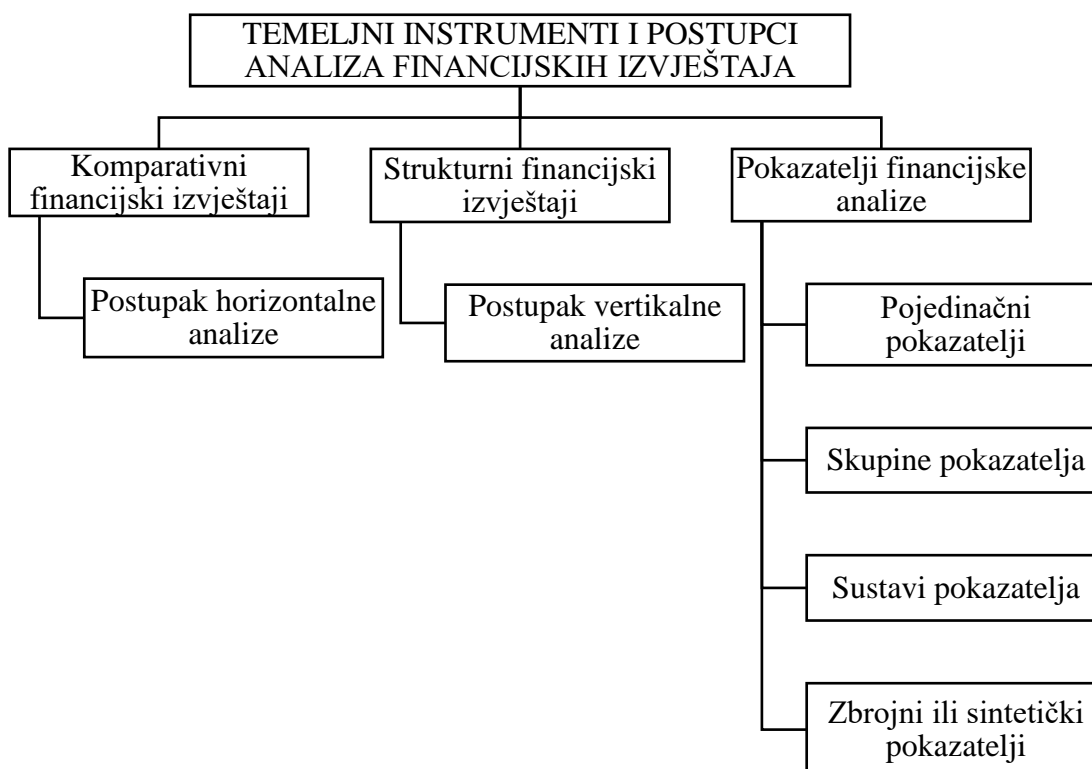 TEMELJNI INSTRUMENTI I POSTUPCI
ANALIZA FINANCIJSKIH IZVJEŠTAJA
Komparativni
financijski izvještaji
Strukturni financijski
izvještaji
Pokazatelji financijske
analize
Postupak horizontalne
analize
Postupak vertikalne
analize
Pojedinačni
pokazatelji
Skupine pokazatelja
Sustavi pokazatelja
Zbrojni ili sintetički
pokazatelji